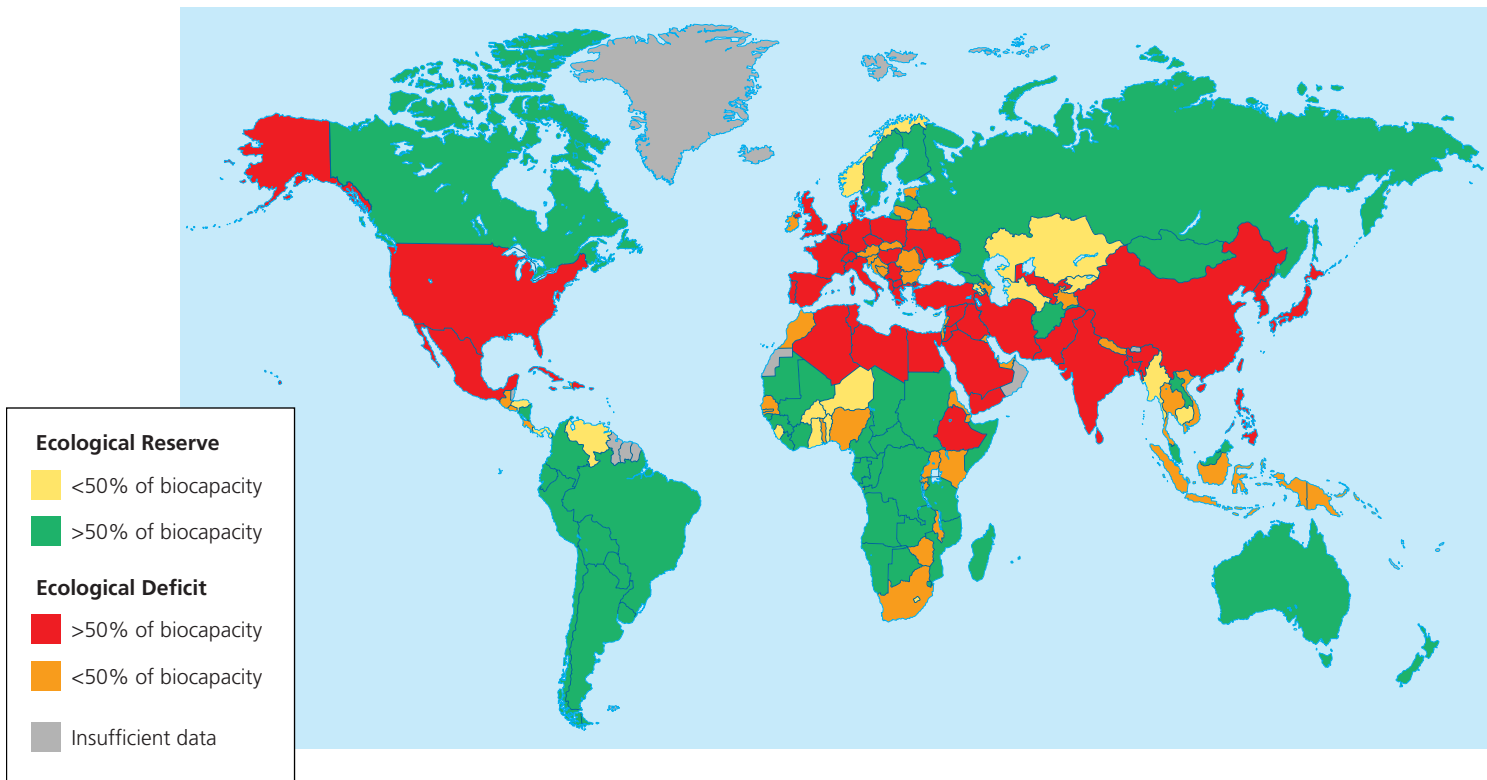 Ecological Reserve
<50% of biocapacity
>50% of biocapacity
Ecological Deficit
>50% of biocapacity
<50% of biocapacity
Insufficient data